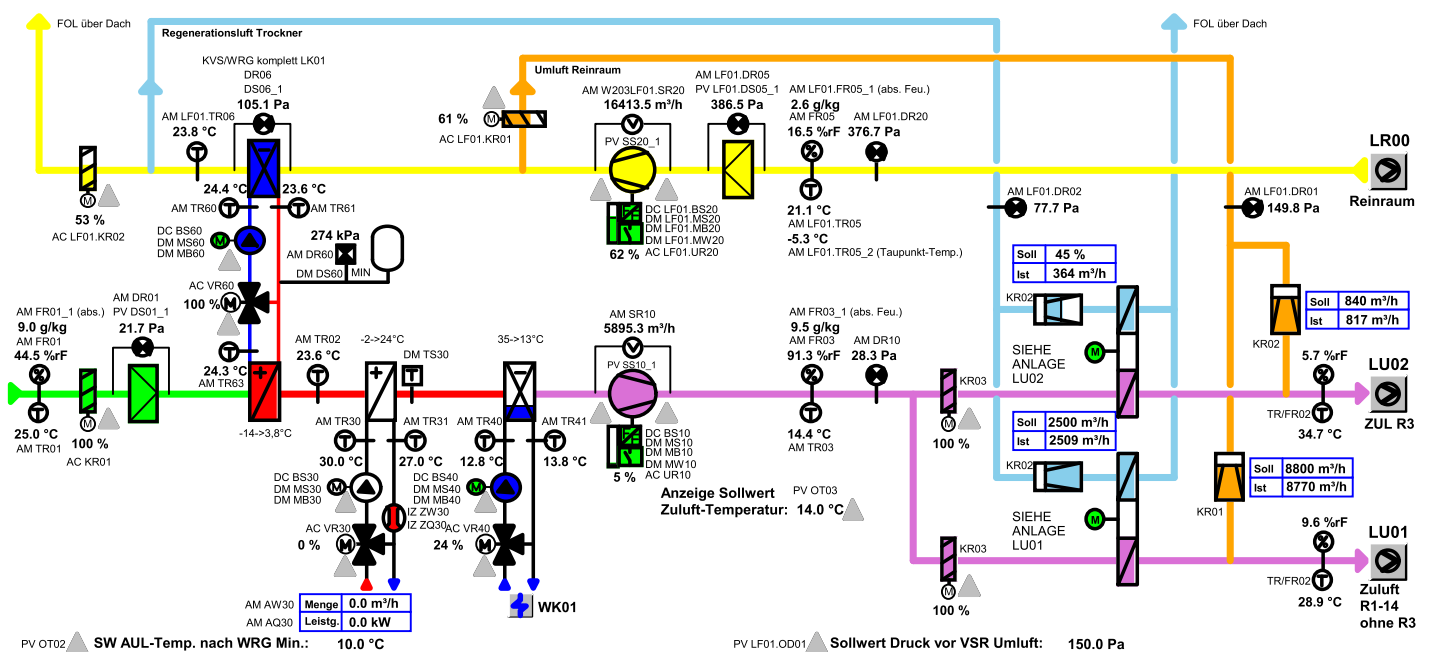 FOL über Dach
Regenerationsluft Trockner
FOL über Dach
KVS/WRG komplett LK01
DR06
DS06_1
105.1 Pa
AM LF01.TR06
23.8 °C
T
Umluft Reinraum
61 %
M
AC LF01.KR01
AM W203LF01.SR20
16413.5 m³/h
V
PV SS20_1
AM LF01.DR05
PV LF01.DS05_1
386.5 Pa
AM LF01.FR05_1 (abs. Feu.)
2.6 g/kg
AM FR05
16.5 %rF
%
AM LF01.DR20
376.7 Pa
LR00
Reinraum
M
53 %
AC LF01.KR02
24.4 °C
23.6 °C
T
T
AM TR60
AM TR61
DC BS60
DM MS60
DM MB60
M
274 kPa
AM DR60
DM DS60
MIN
DC LF01.BS20
DM LF01.MS20
DM LF01.MB20
DM LF01.MW20
AC LF01.UR20
62 %
T
21.1 °C
AM LF01.TR05
-5.3 °C
AM LF01.TR05_2 (Taupunkt-Temp.)
AM LF01.DR02
77.7 Pa
AM LF01.DR01
149.8 Pa
Soll 45 %
Ist 364 m³/h
KR02
Soll 840 m³/h
Ist 817 m³/h
KR02
AC VR60
100 %
M
AM FR01_1 (abs.)
9.0 g/kg
AM FR01
44.5 %rF
%
T
25.0 °C
AM TR01
AM DR01
PV DS01_1
21.7 Pa
M
100 %
AC KR01
T
24.3 °C
AM TR63
+
-14->3,8°C
AM TR02
23.6 °C
T
-2->24°C
+
DM TS30
T
35->13°C
AM SR10
5895.3 m³/h
V
PV SS10_1
AM FR03_1 (abs. Feu.)
9.5 g/kg
AM FR03
91.3 %rF
%
AM DR10
28.3 Pa
T
14.4 °C
AM TR03
SIEHE
ANLAGE
LU02
M
KR03
M
100 %
5.7 %rF
%
T
TR/FR02
34.7 °C
LU02
ZUL R3
AM TR30
AM TR31
T
T
30.0 °C
27.0 °C
AM TR40
AM TR41
T
T
12.8 °C
13.8 °C
DC BS10
DM MS10
DM MB10
DM MW10
AC UR10
5 %
Soll 2500 m³/h
Ist 2509 m³/h
KR02
Soll 8800 m³/h
Ist 8770 m³/h
KR01
DC BS30
DM MS30
DM MB30
M
IZ ZW30
IZ ZQ30
AC VR30
0 %
M
DC BS40
DM MS40
DM MB40
M
AC VR40
24 %
M
Anzeige Sollwert
Zuluft-Temperatur:
PV OT03
14.0 °C
SIEHE
ANLAGE
LU01
M
KR03
M
100 %
9.6 %rF
%
T
TR/FR02
28.9 °C
LU01
Zuluft
R1-14
ohne R3
AM AW30
Menge 0.0 m³/h
AM AQ30
Leistg. 0.0 kW
WK01
PV OT02
SW AUL-Temp. nach WRG Min.:
10.0 °C
PV LF01.OD01
Sollwert Druck vor VSR Umluft:
150.0 Pa